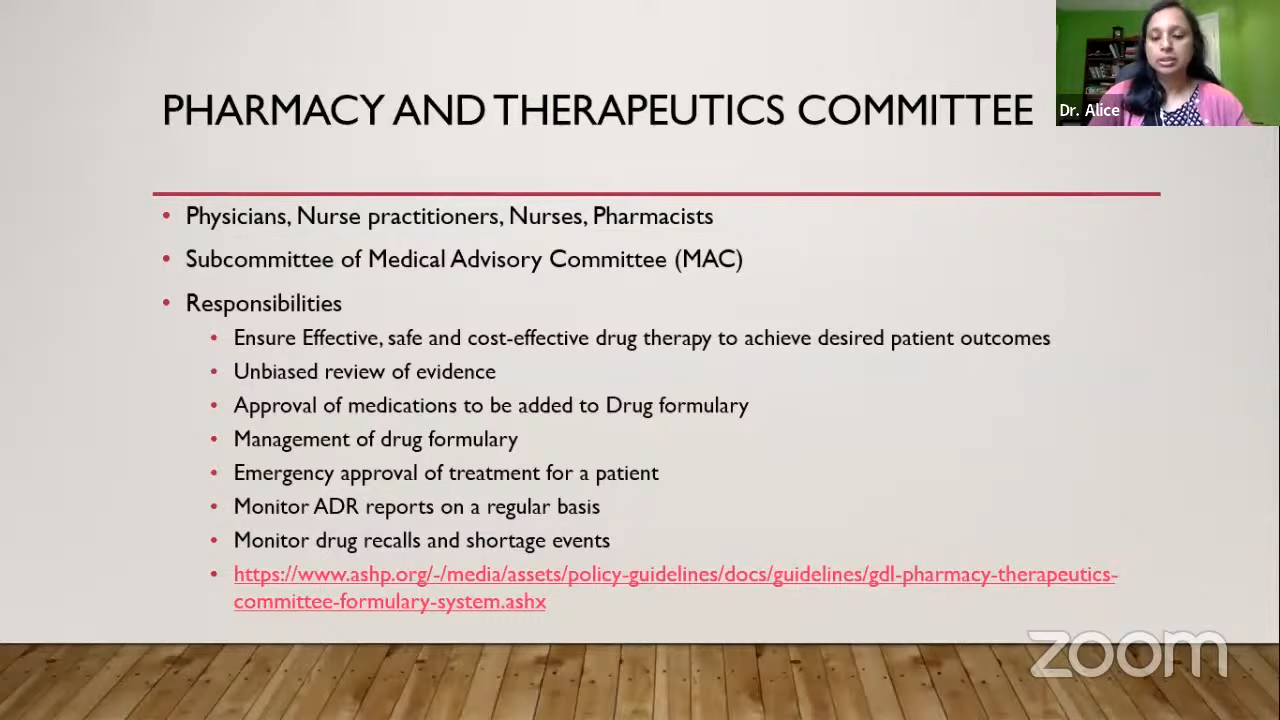 PHARMACY AND THERAPEUTICS COMMITTEE
Dr. Alice
• Physicians, Nurse practitioners, Nurses, Pharmacists
• Subcommittee of Medical Advisory Committee (MAC)
• Responsibilities
• Ensure Effective, safe and cost-effective drug therapy to achieve desired patient outcomes
• Unbiased review of evidence
• Approval of medications to be added to Drug formulary
• Management of drug formulary
• Emergency approval of treatment for a patient
• Monitor ADR reports on a regular basis
• Monitor drug recalls and shortage events
• https://www.ashp.org/-/media/assets/policy-guidelines/docs/guidelines/gdl-pharmacy-therapeutics-
committee-formulary-system.ashx
zoom